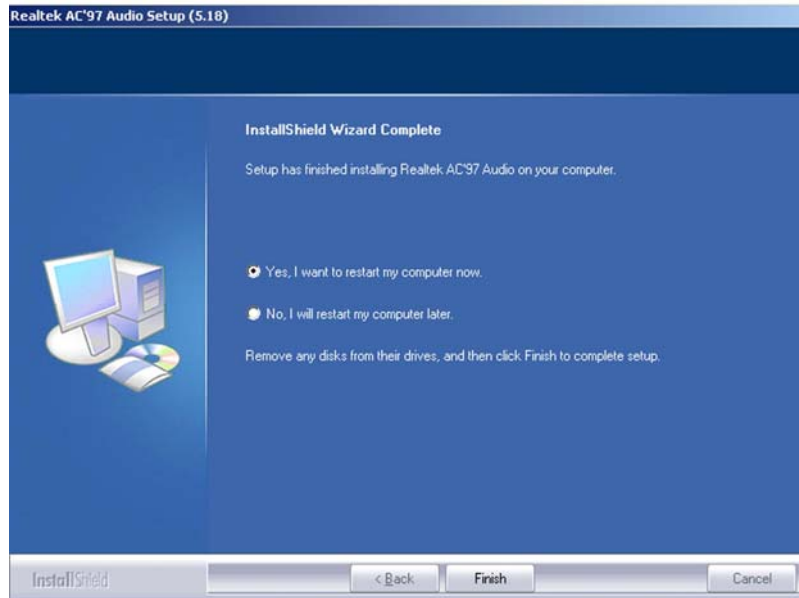 Realtek AC'97 Audio Setup (5.18)
InstallShield Wizard Complete
Setup has finished installing Realtek AC'97 Audio on your computer.
Yes, I want to restart my computer now.
No, I will restart my computer later.
Remove any disks from their drives, and then click Finish to complete setup.
InstallShield
< Back
Finish
Cancel